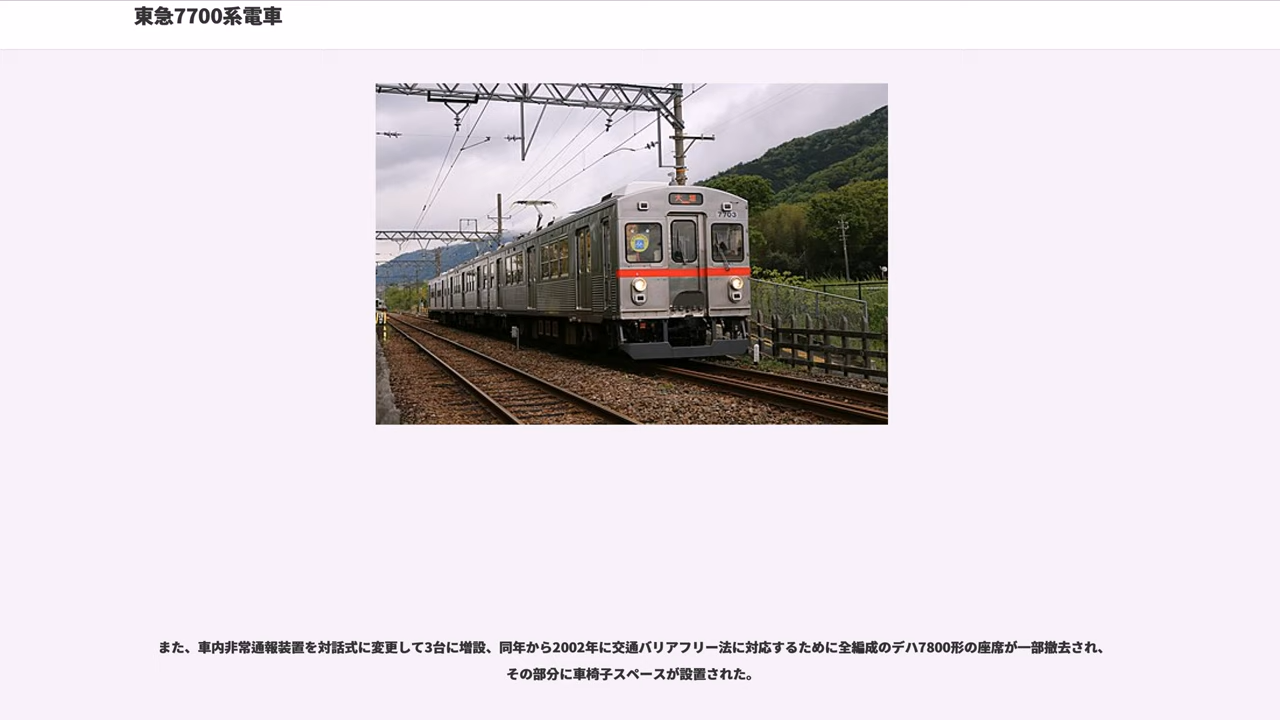 東急7700系電車
7703
また、車内非常通報装置を対話式に変更して3台に増設、同年から2002年に交通バリアフリー法に対応するために全編成のデハ7800形の座席が一部撤去され、
その部分に車椅子スペースが設置された。